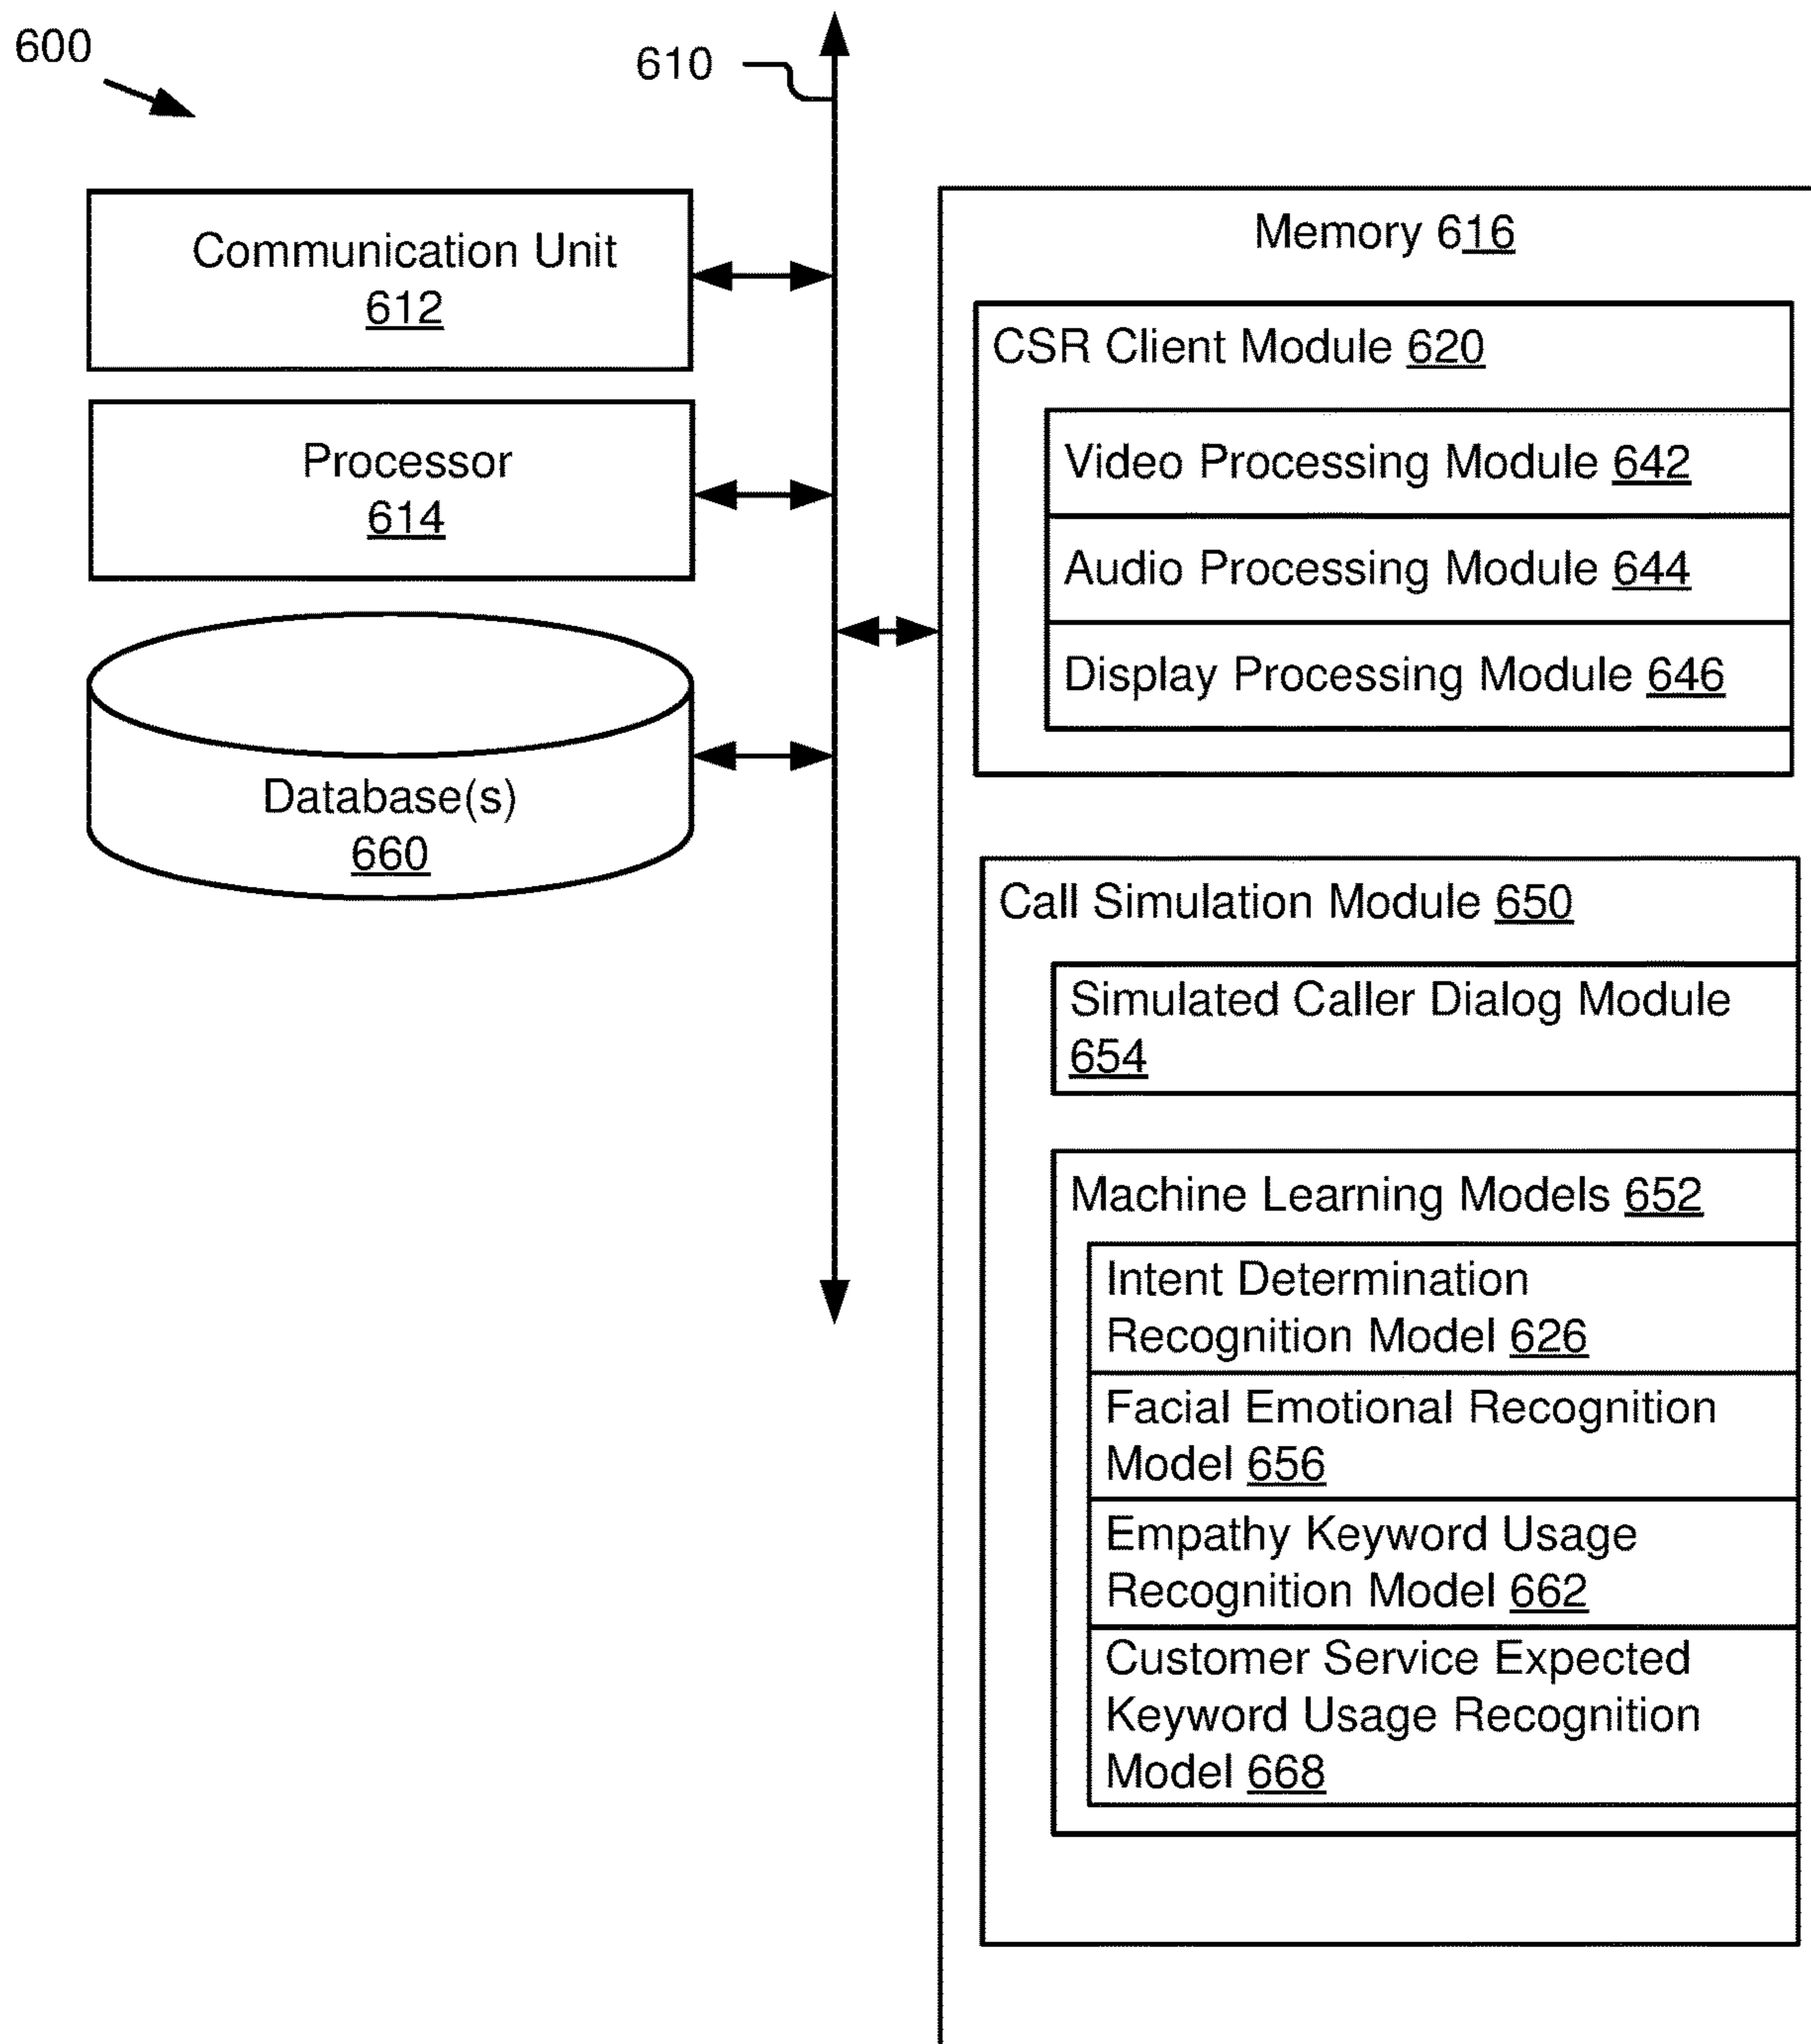 600
610
Communication Unit
612
Processor
614
Database(s)
660
Memory 616
CSR Client Module 620
Video Processing Module 642
Audio Processing Module 644
Display Processing Module 646
Call Simulation Module 650
Simulated Caller Dialog Module
654
Machine Learning Models 652
Intent Determination
Recognition Model 626
Facial Emotional Recognition
Model 656
Empathy Keyword Usage
Recognition Model 662
Customer Service Expected
Keyword Usage Recognition
Model 668